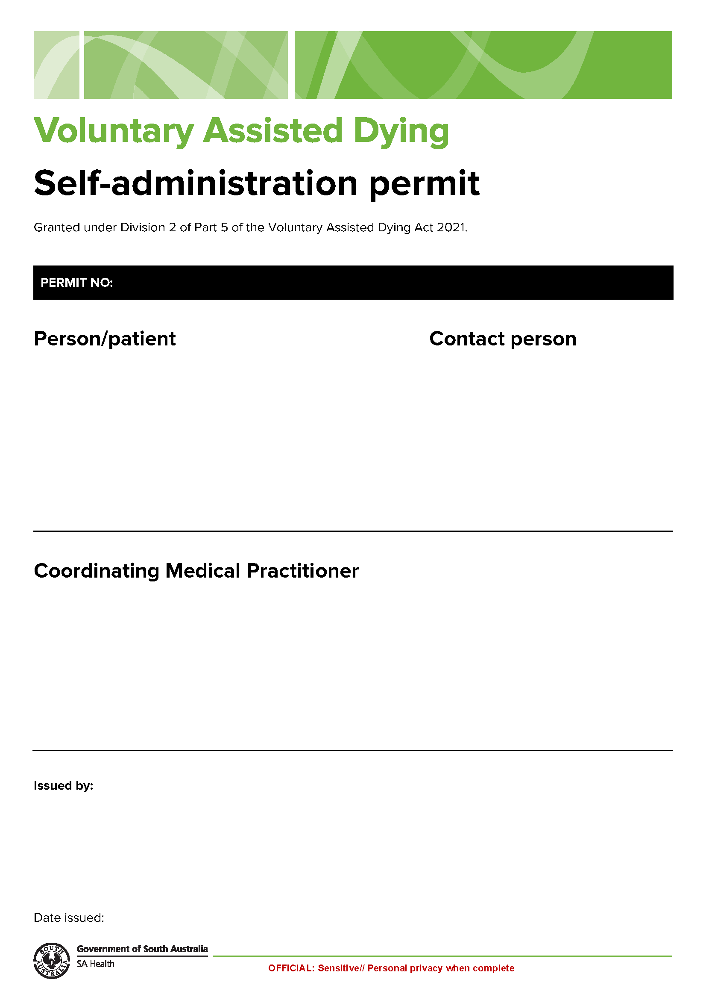 Voluntary Assisted Dying
Self-administration permit
Granted under Division 2 of Part 5 of the Voluntary Assisted Dying Act 2021.
PERMIT NO:
Person/patient
Contact person
Coordinating Medical Practitioner
Issued by:
Date issued:
SOUTH AUSTRALIA
Government of South Australia
SA Health
OFFICIAL: Sensitive// Personal privacy when complete